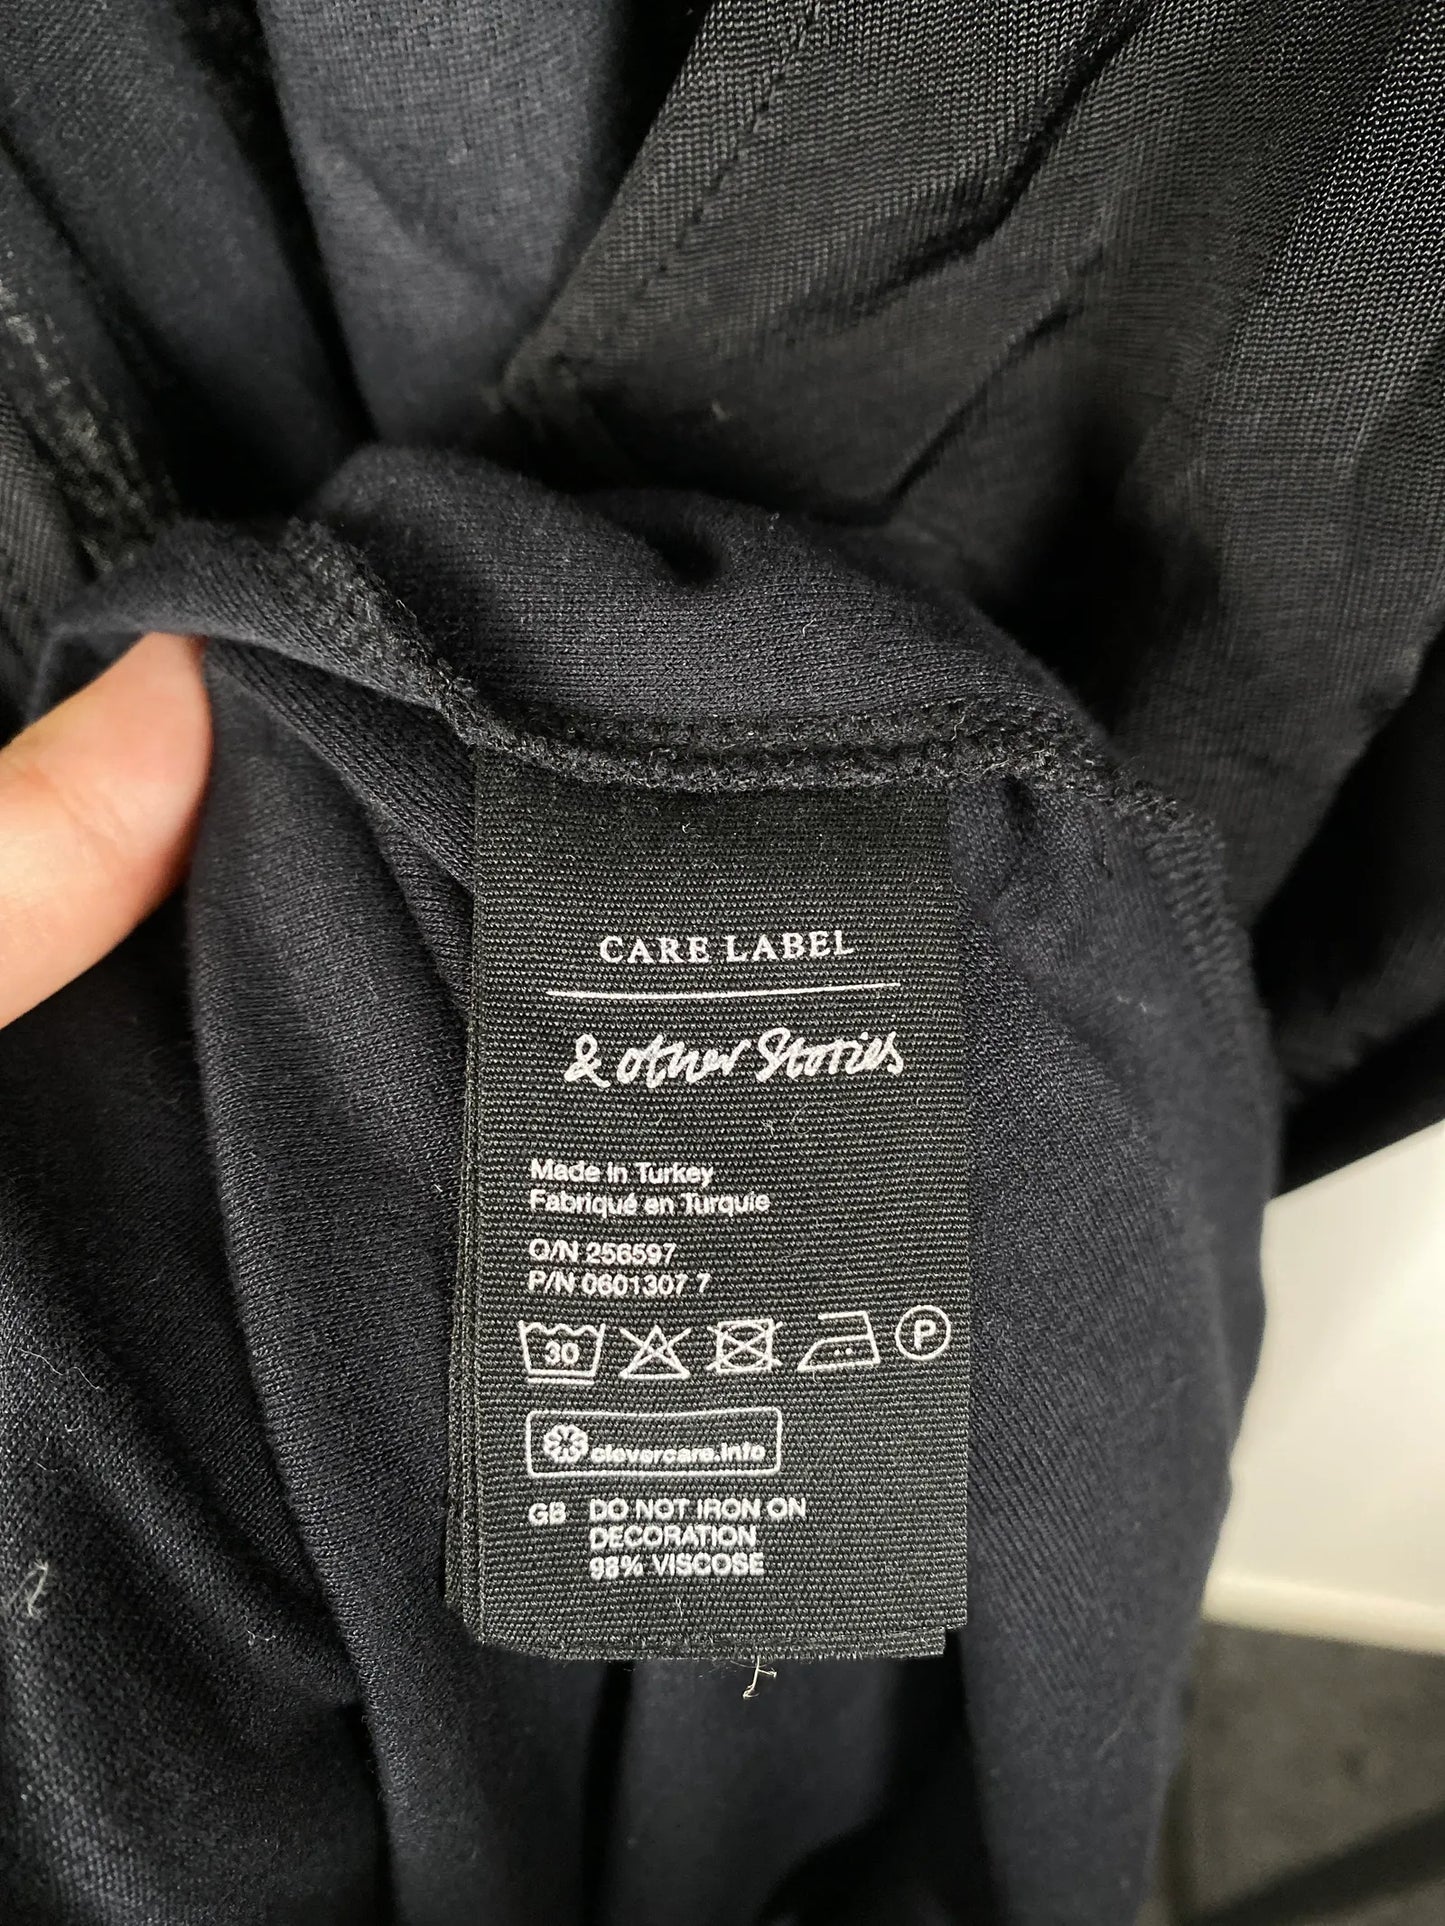 CARE LABEL
& other Stories
Made in Turkey
Fabriqué en Turquie
O/N 256597
P/N 0601307 7
30 P
clevercare.info
GB DO NOT IRON ON
DECORATION
98% VISCOSE